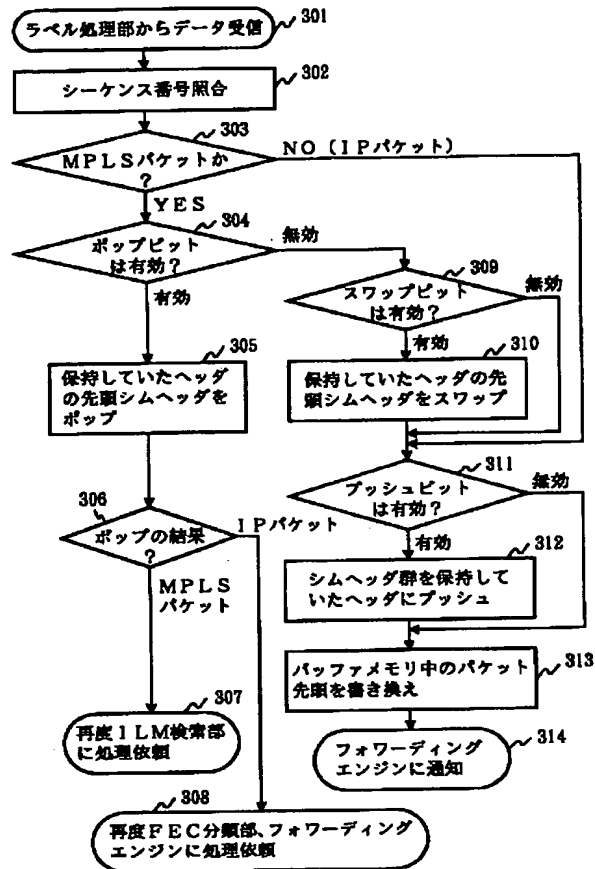 ラベル処理部からデータ受信
301
シーケンス番号照合
302
303
MPLSパケットか
?
NO(IPパケット)
YES
304
ポップビット
は有効?
無効
有効
309
スワップビット
は有効?
無効
有効
305
保持していたヘッダ
の先頭シムヘッダを
ポップ
310
保持していたヘッダの先
頭シムヘッダをスワップ
311
プッシュビット
は有効?
無効
有効
306
ポップの結果
?
IPパケット
MPLS
パケット
312
シムヘッダ群を保持して
いたヘッダにプッシュ
313
バッファメモリ中のパケット
先頭を書き換え
307
再度ILM検索部
に処理依頼
314
フォワーディング
エンジンに通知
308
再度FEC分類部、フォワーディング
エンジンに処理依頼